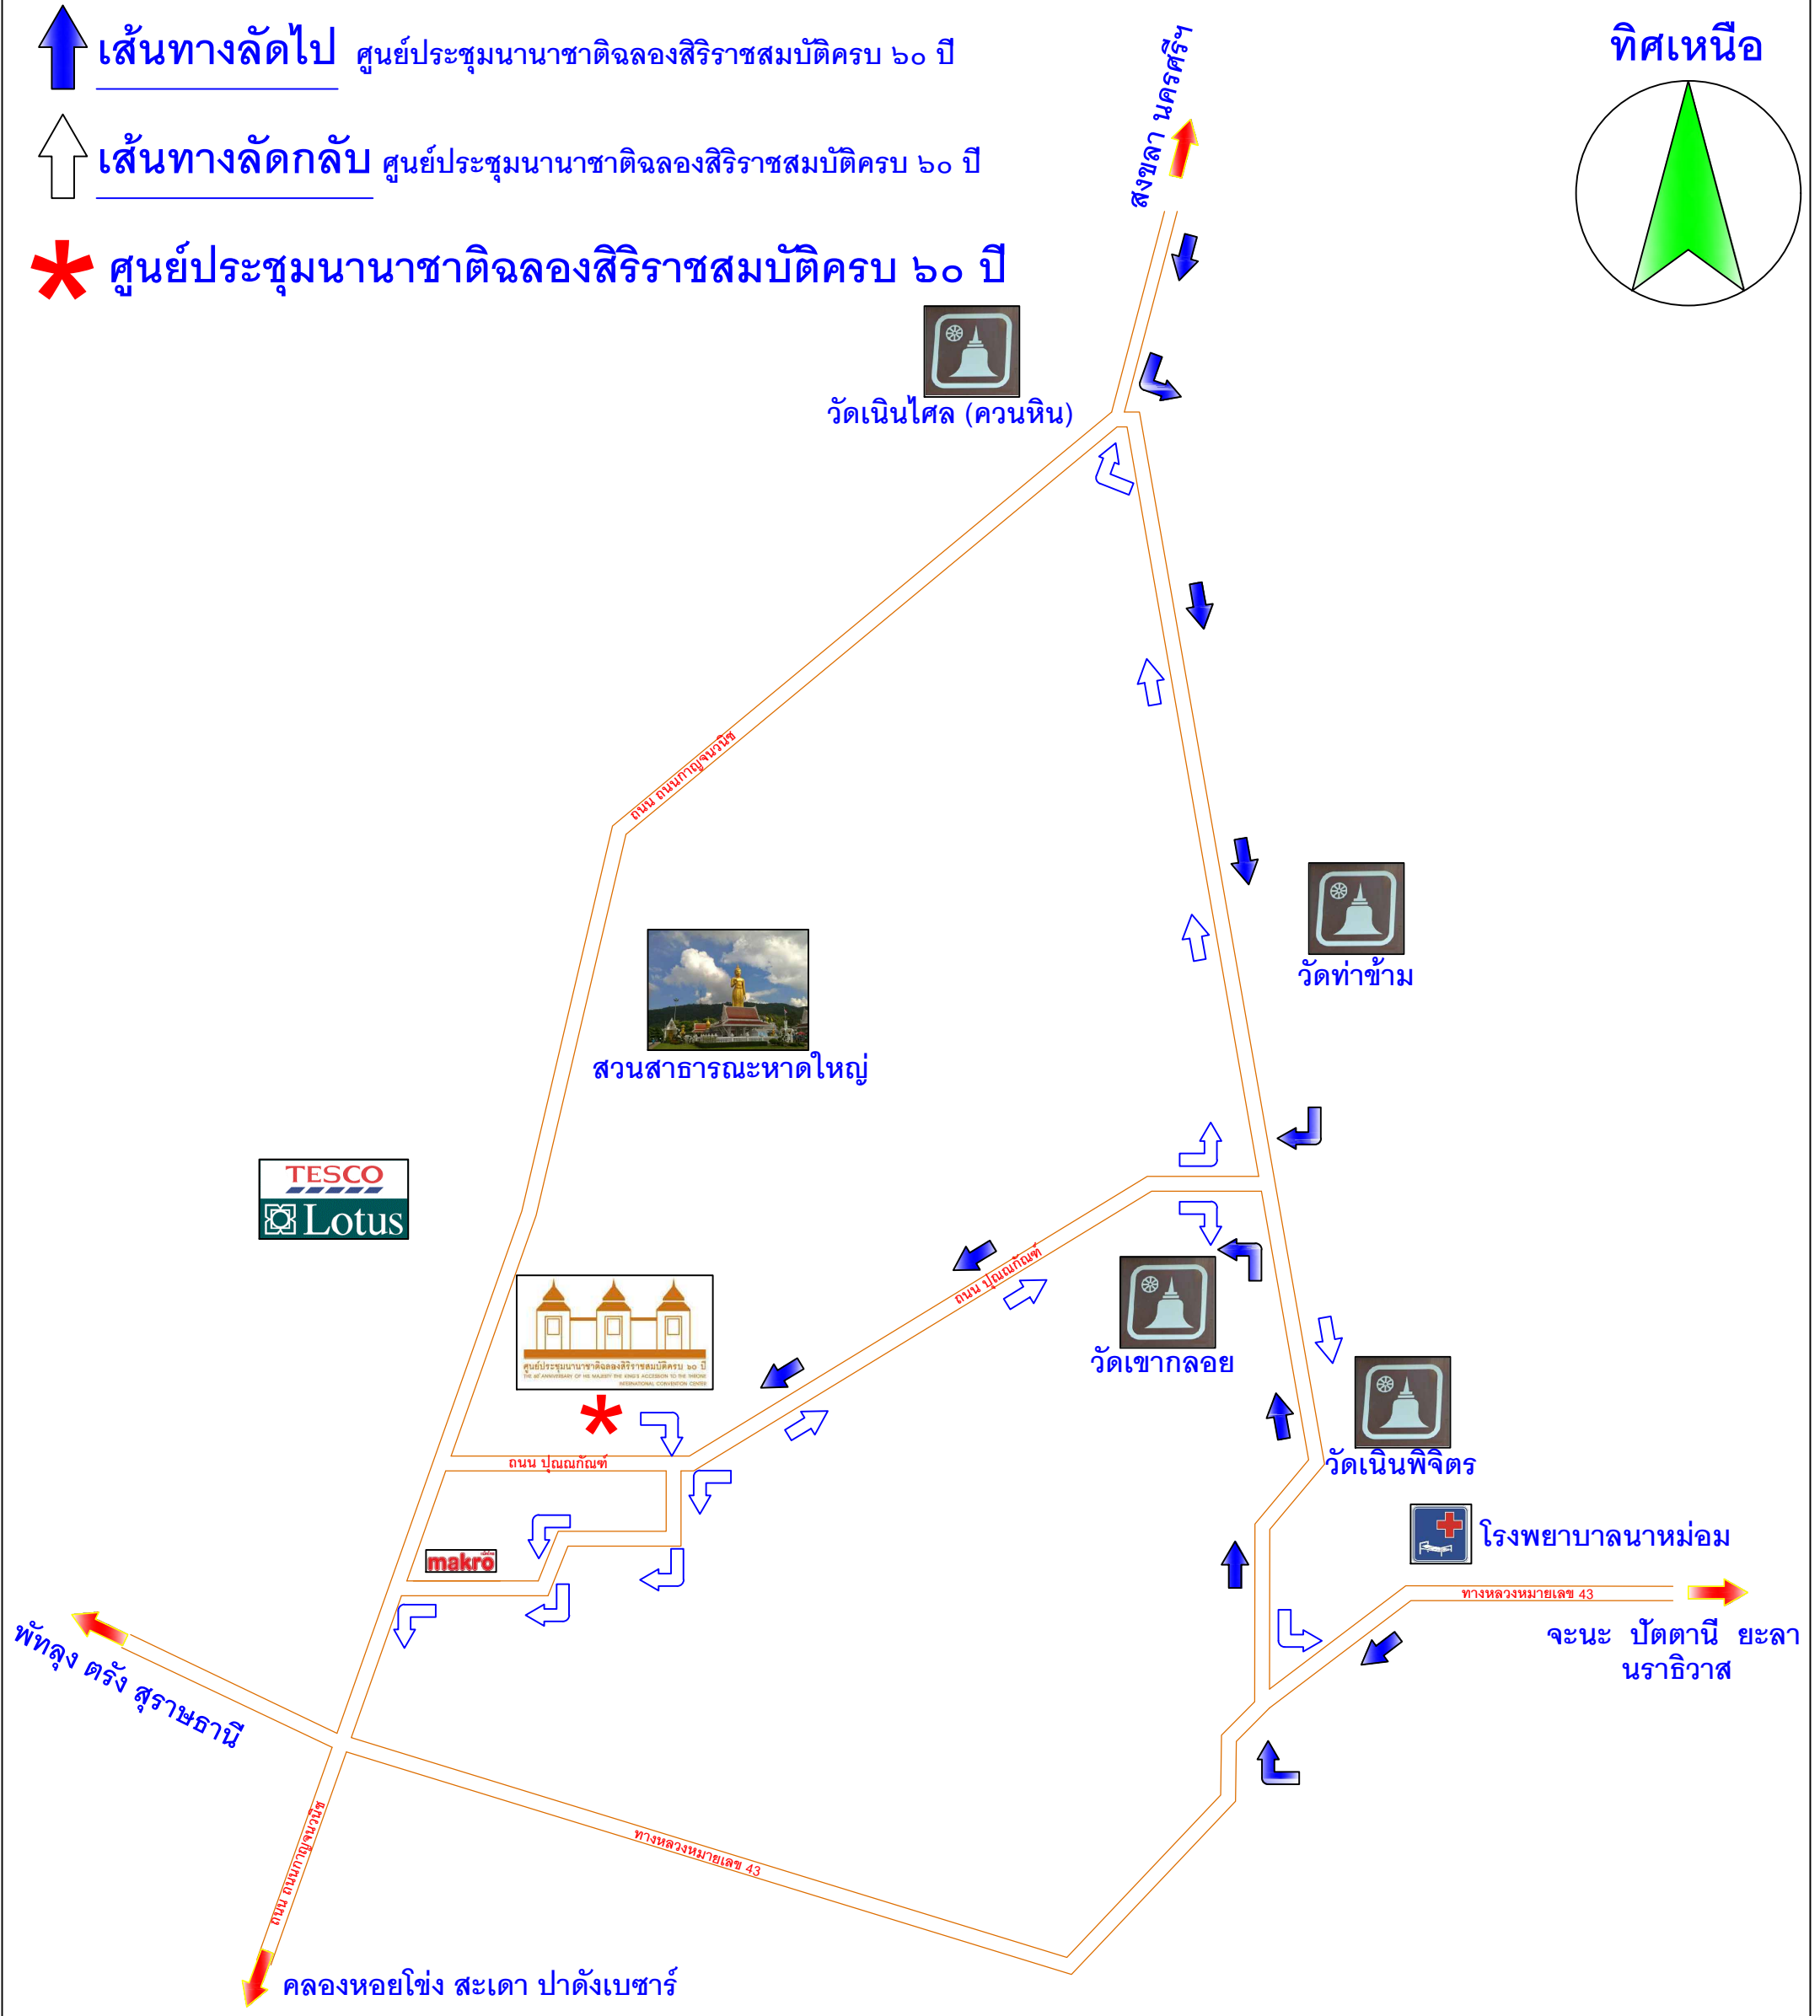 เส้นทางลัดไป ศูนย์ประชุมนานาชาติฉลองสิริราชสมบัติครบ ๖๐ ปี
ทิศเหนือ
เส้นทางลัดกลับ ศูนย์ประชุมนานาชาติฉลองสิริราชสมบัติครบ ๖๐ ปี
* ศูนย์ประชุมนานาชาติฉลองสิริราชสมบัติครบ ๖๐ ปี
สงขลา นครศรีฯ
วัดเนินไศล (ควนหิน)
ถนน ถนนกาญจนวนิช
วัดท่าข้าม
สวนสาธารณะหาดใหญ่
TESCO
Lotus
ถนน ปุณณกัณฑ์
วัดเขากลอย
ศูนย์ประชุมนานาชาติฉลองสิริราชสมบัติครบ ๖๐ ปี
THE 60th ANNIVERSARY OF HIS MAJESTY THE KING'S ACCESSION TO THE THRONE
INTERNATIONAL CONVENTION CENTER
*
ถนน ปุณณกัณฑ์
วัดเนินพิจิตร
โรงพยาบาลนาหม่อม
makro
ทางหลวงหมายเลข 43
จะนะ ปัตตานี ยะลา
นราธิวาส
พัทลุง ตรัง สุราษธานี
ทางหลวงหมายเลข 43
ถนน ถนนกาญจนวนิช
คลองหอยโข่ง สะเดา ปาดังเบซาร์